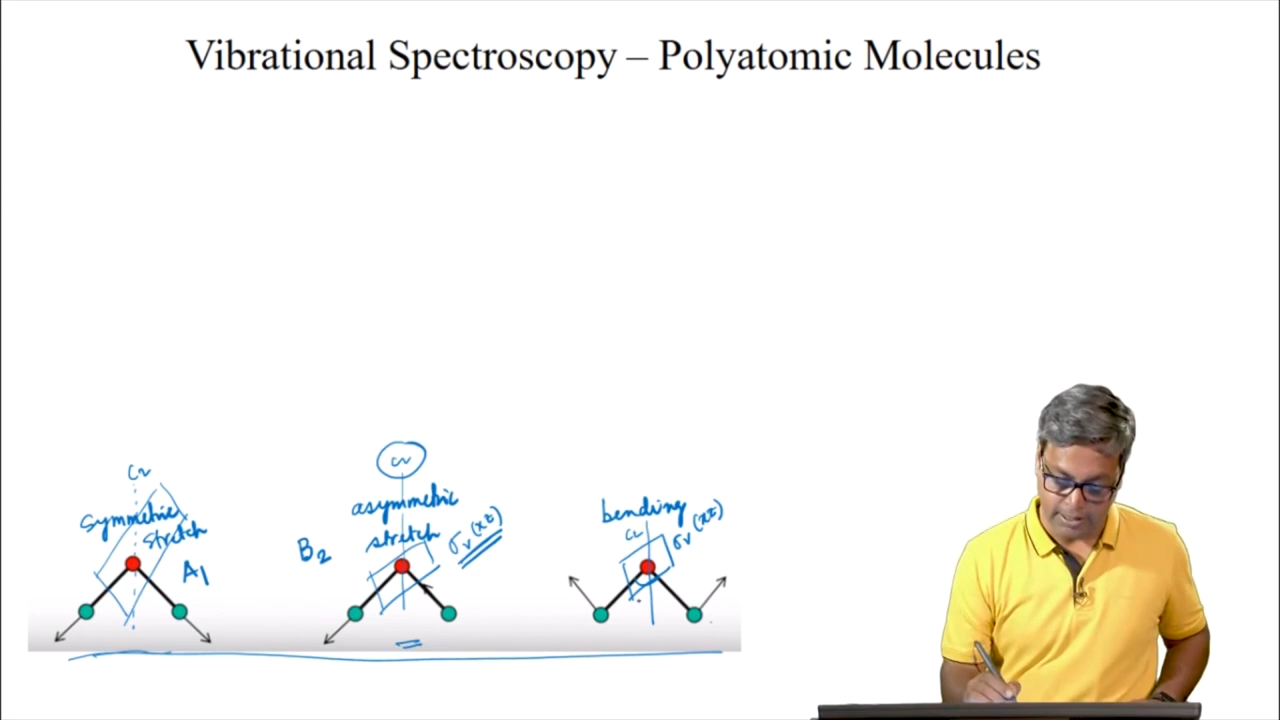 Vibrational Spectroscopy – Polyatomic Molecules
C₂
Symmetric
stretch
A₁
C₂
asymmetric
stretch
B₂
σᵥ(xz)
bending
C₂
σᵥ(xz)